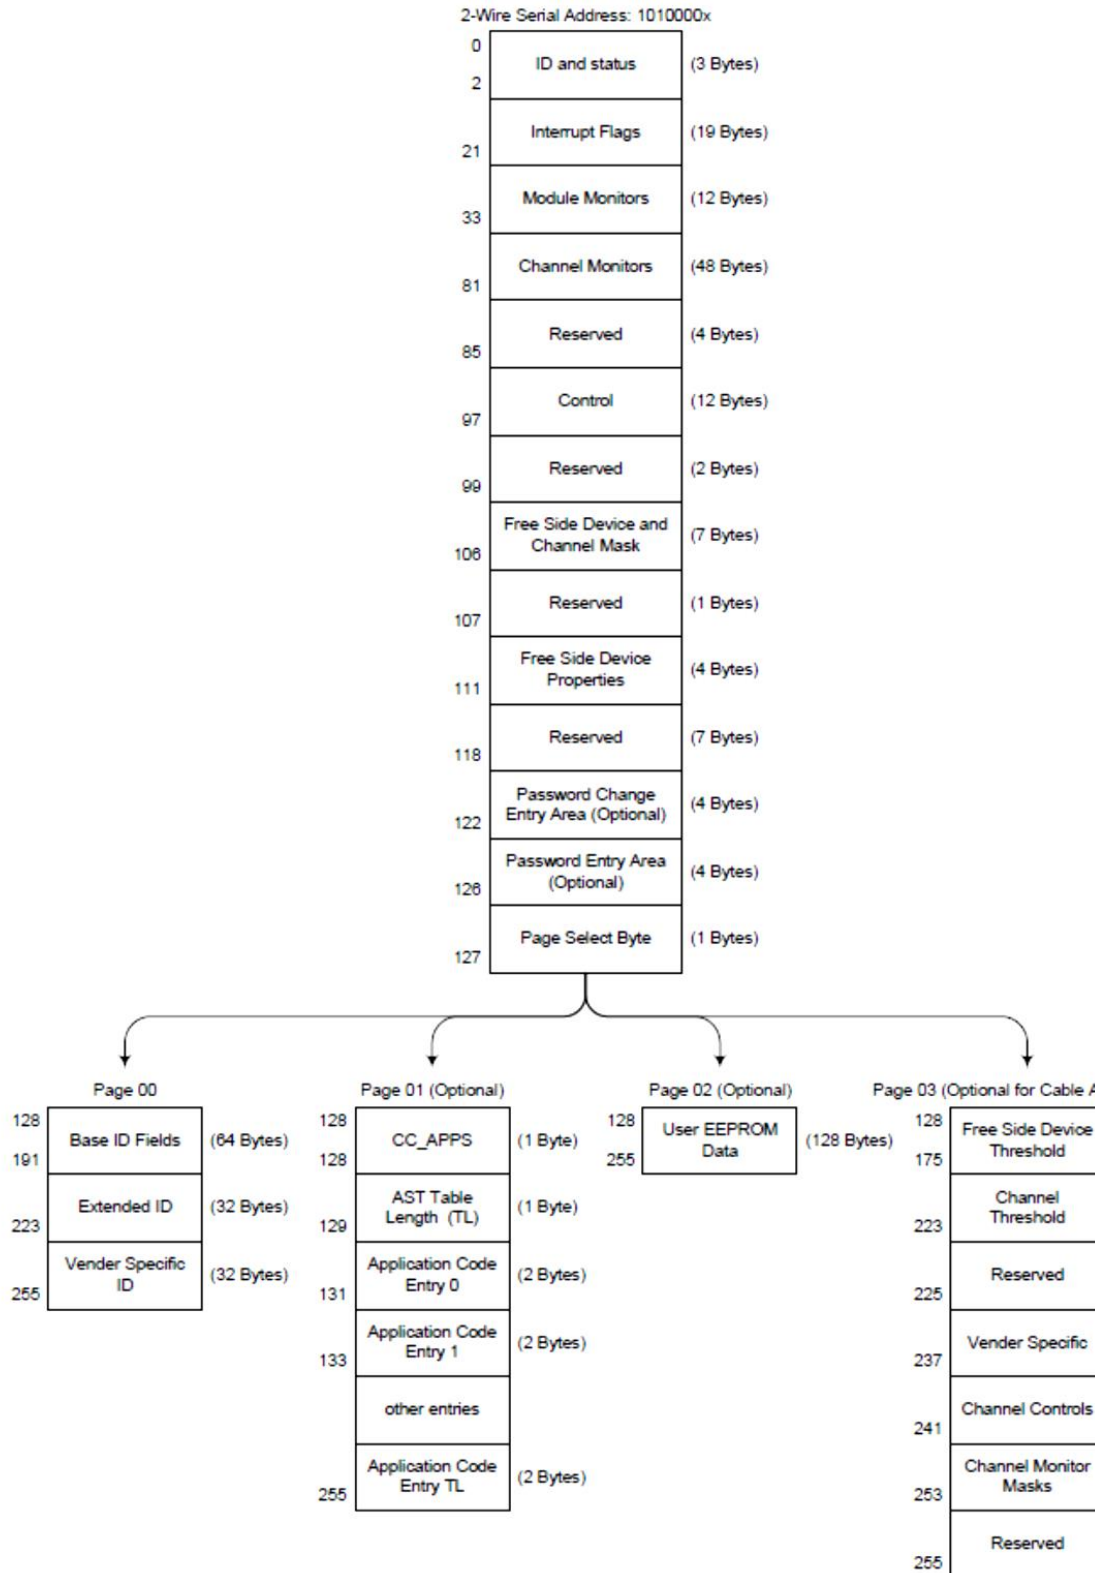 2-Wire Serial Address: 1010000x
0
ID and status
(3 Bytes)
2
Interrupt Flags
(19 Bytes)
21
Module Monitors
(12 Bytes)
33
Channel Monitors
(48 Bytes)
81
Reserved
(4 Bytes)
85
Control
(12 Bytes)
97
Reserved
(2 Bytes)
99
Free Side Device and
Channel Mask
(7 Bytes)
106
Reserved
(1 Bytes)
107
Free Side Device
Properties
(4 Bytes)
111
Reserved
(7 Bytes)
118
Password Change
Entry Area (Optional)
(4 Bytes)
122
Password Entry Area
(Optional)
(4 Bytes)
126
Page Select Byte
(1 Bytes)
127
Page 00
128
Base ID Fields
(64 Bytes)
191
Extended ID
(32 Bytes)
223
Vender Specific
ID
(32 Bytes)
255
Page 01 (Optional)
128
CC_APPS
(1 Byte)
128
AST Table
Length (TL)
(1 Byte)
129
Application Code
Entry 0
(2 Bytes)
131
Application Code
Entry 1
(2 Bytes)
133
other entries
Application Code
Entry TL
(2 Bytes)
255
Page 02 (Optional)
128
User EEPROM
Data
(128 Bytes)
255
Page 03 (Optional for Cable A
128
Free Side Device
Threshold
175
Channel
Threshold
223
Reserved
225
Vender Specific
237
Channel Controls
241
Channel Monitor
Masks
253
Reserved
255